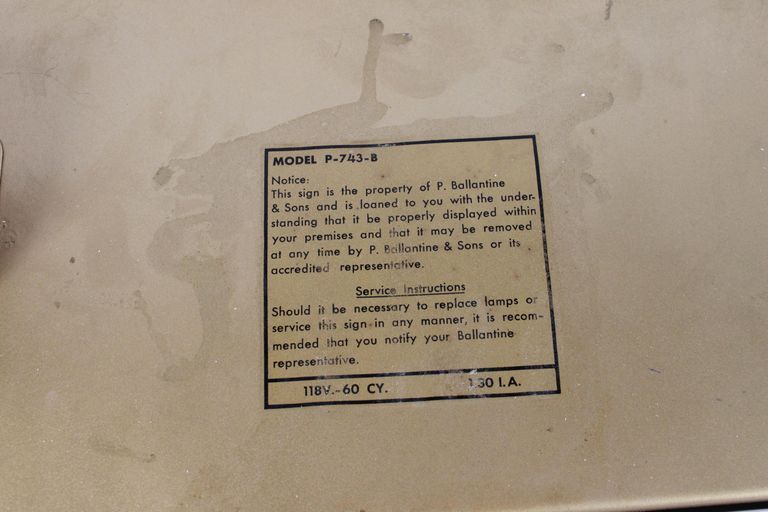 MODEL P-743-B
Notice:
This sign is the property of P. Ballantine
& Sons and is loaned to you with the under-
standing that it be properly displayed within
your premises and that it may be removed
at any time by P. Ballantine & Sons or its
accredited representative.
Service Instructions
Should it be necessary to replace lamps or
service this sign in any manner, it is recom-
mended that you notify your Ballantine
representative.
118V.-60 CY. 1.30 I.A.